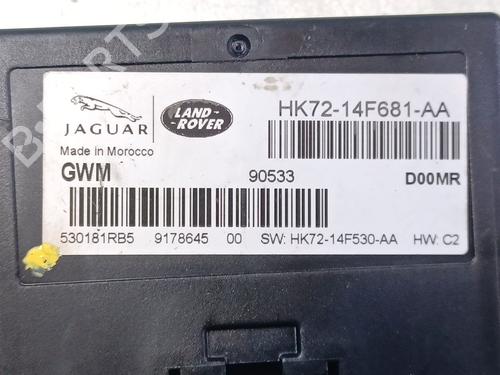 JAGUAR
LAND ROVER
HK72-14F681-AA
Made in Morocco
GWM 90533 D00MR
530181RB5 9178645 00 SW: HK72-14F530-AA HW: C2